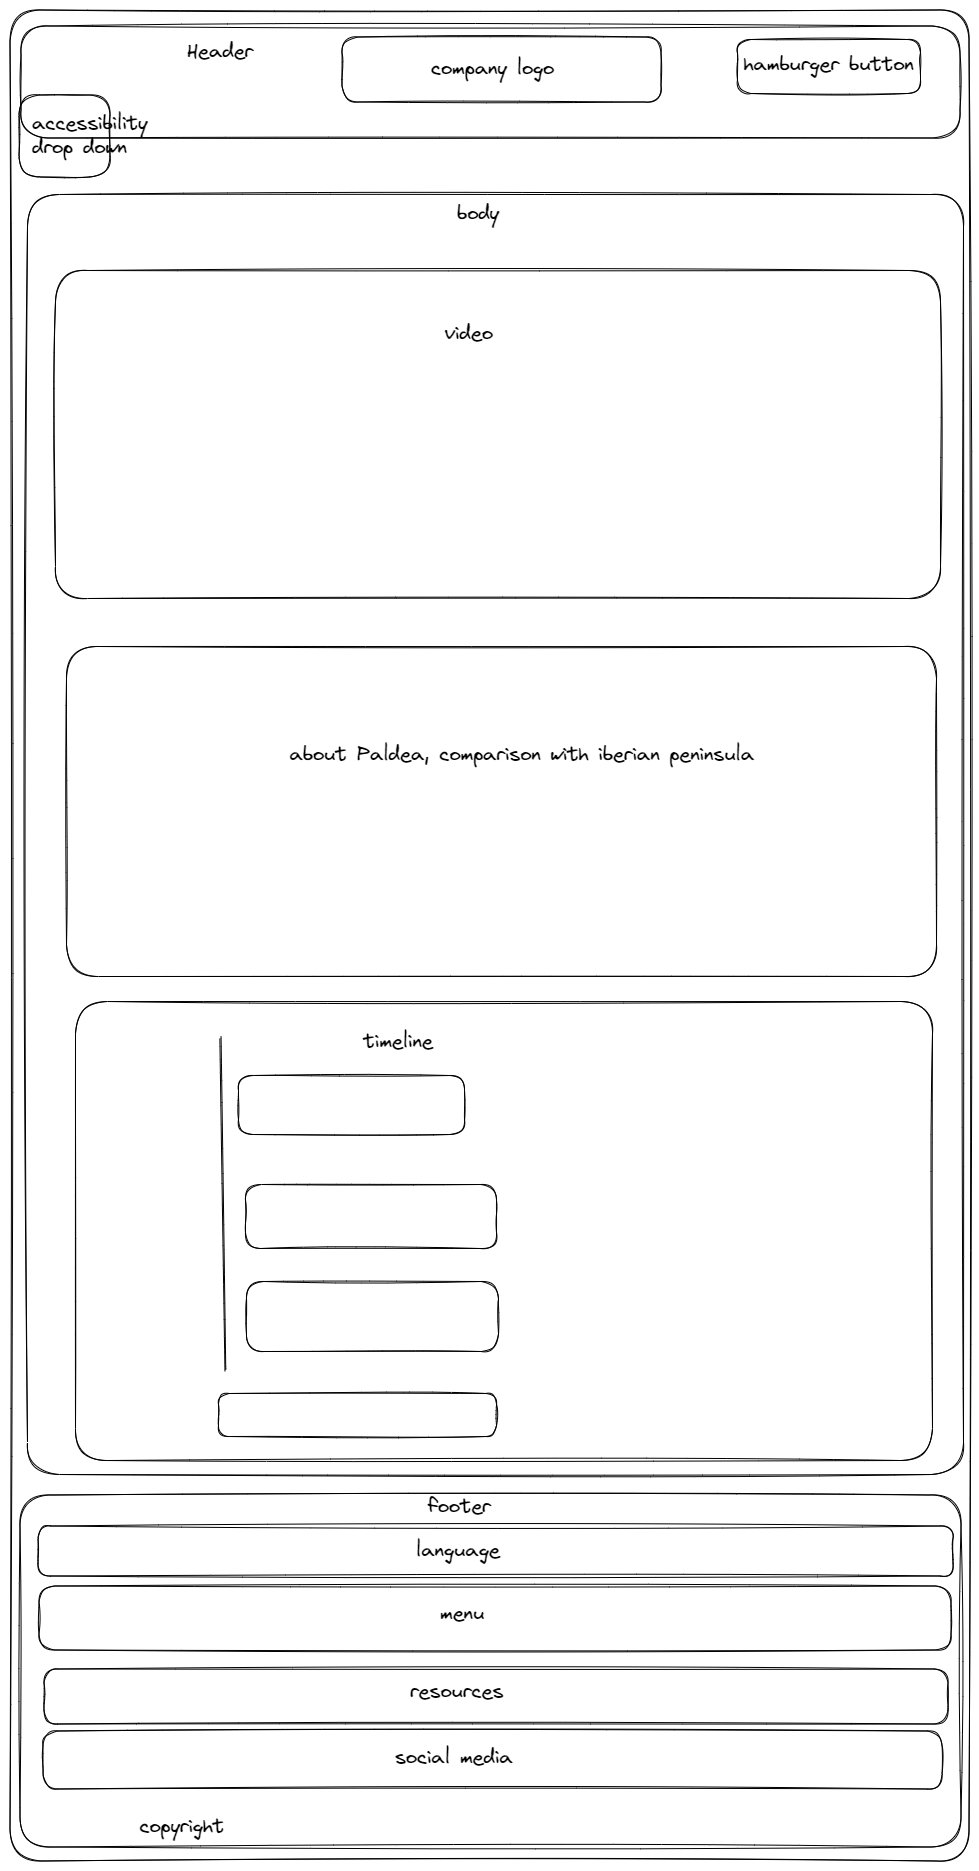 Header
company logo
hamburger button
accessibility
drop down
body
video
about Paldea, comparison with iberian peninsula
timeline
footer
language
menu
resources
social media
copyright